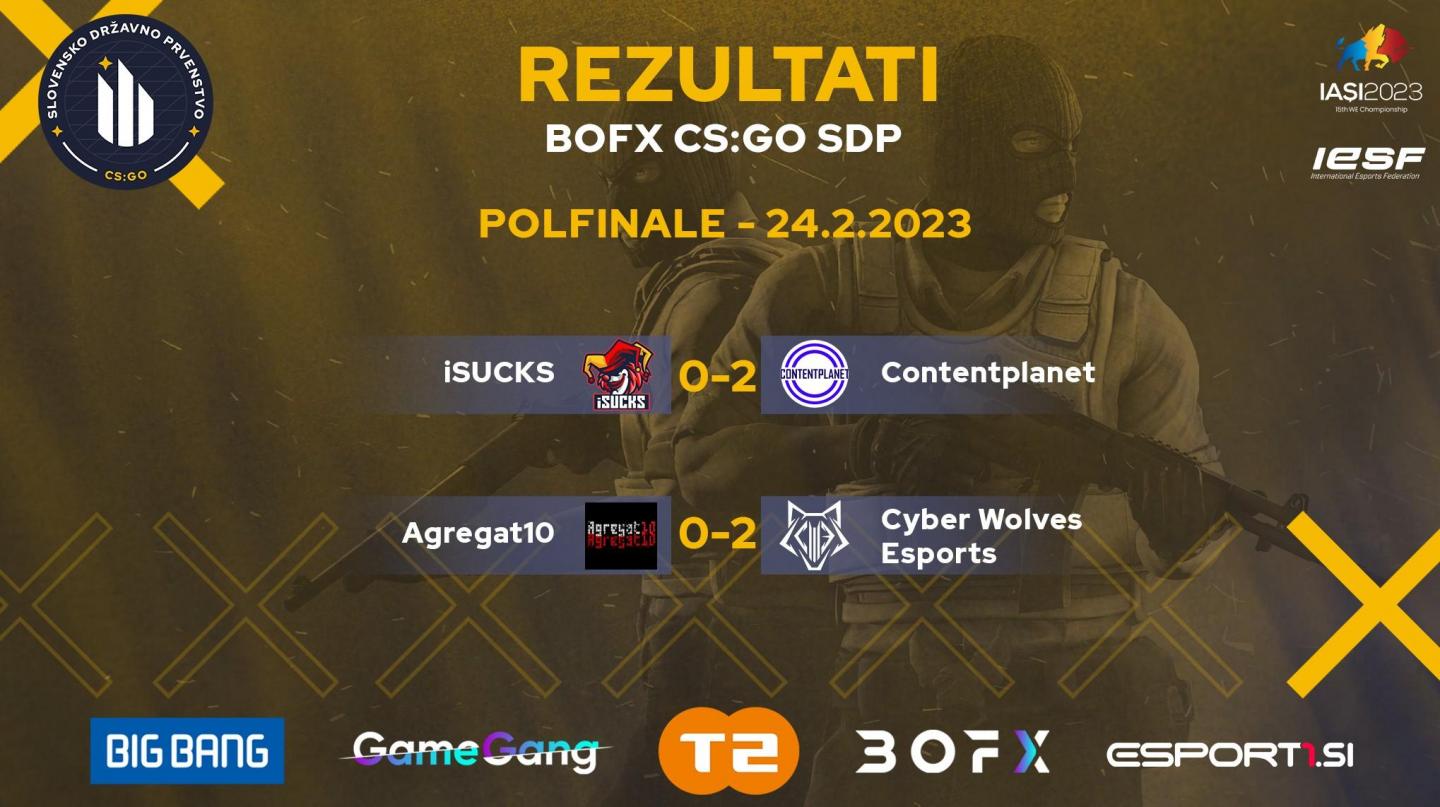 SLOVENSKO DRŽAVNO PRVENSTVO
CS:GO
REZULTATI
BOFX CS:GO SDP
POLFINALE - 24.2.2023
IAȘI2023
15th WE Championship
IESF
International Esports Federation
iSUCKS
iSUCKS
0-2
CONTENTPLANET
Contentplanet
Agregat10
Agregat10
Agregat10
0-2
Cyber Wolves
Esports
BIG BANG
GameGang
T2
BOFX
ESPORT1.SI